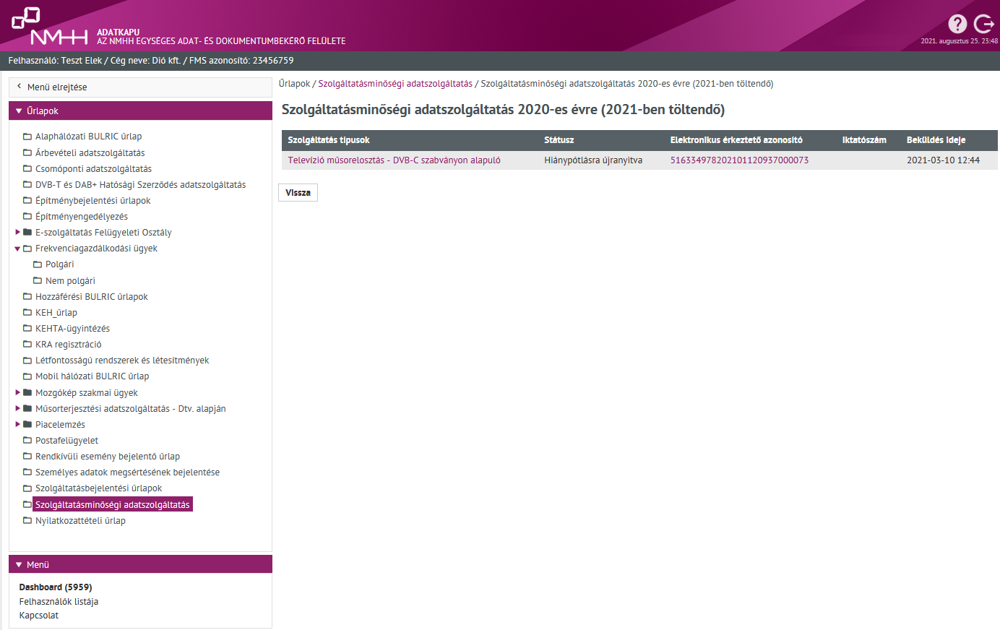 NMHH
ADATKAPU
AZ NMHH EGYSÉGES ADAT- ÉS DOKUMENTUMBEKÉRŐ FELÜLETE
?
2021. augusztus 25. 23:48
Felhasználó: Teszt Elek / Cég neve: Dió kft. / FMS azonosító: 23456759
Menü elrejtése
Űrlapok
Alaphálózati BULRIC űrlap
Árbevételi adatszolgáltatás
Csomóponti adatszolgáltatás
DVB-T és DAB+ Hatósági Szerződés adatszolgáltatás
Építménybejelentési űrlapok
Építményengedélyezés
E-szolgáltatás Felügyeleti Osztály
Frekvenciagazdálkodási ügyek
Polgári
Nem polgári
Hozzáférési BULRIC űrlapok
KEH_űrlap
KEHTA-ügyintézés
KRA regisztráció
Létfontosságú rendszerek és létesítmények
Mobil hálózati BULRIC űrlap
Mozgókép szakmai ügyek
Műsorterjesztési adatszolgáltatás - Dtv. alapján
Piacelemzés
Postafelügyelet
Rendkívüli esemény bejelentő űrlap
Személyes adatok megsértésének bejelentése
Szolgáltatásbejelentési űrlapok
Szolgáltatásminőségi adatszolgáltatás
Nyilatkozattételi űrlap
Menü
Dashboard (5959)
Felhasználók listája
Kapcsolat
Űrlapok / Szolgáltatásminőségi adatszolgáltatás / Szolgáltatásminőségi adatszolgáltatás 2020-es évre (2021-ben töltendő)
Szolgáltatásminőségi adatszolgáltatás 2020-es évre (2021-ben töltendő)
Szolgáltatás típusok Státusz Elektronikus érkeztető azonosító Iktatószám Beküldés ideje
Televízió műsorelosztás - DVB-C szabványon alapuló Hiánypótlásra újranyitva 516334978202101120937000073 2021-03-10 12:44
Vissza